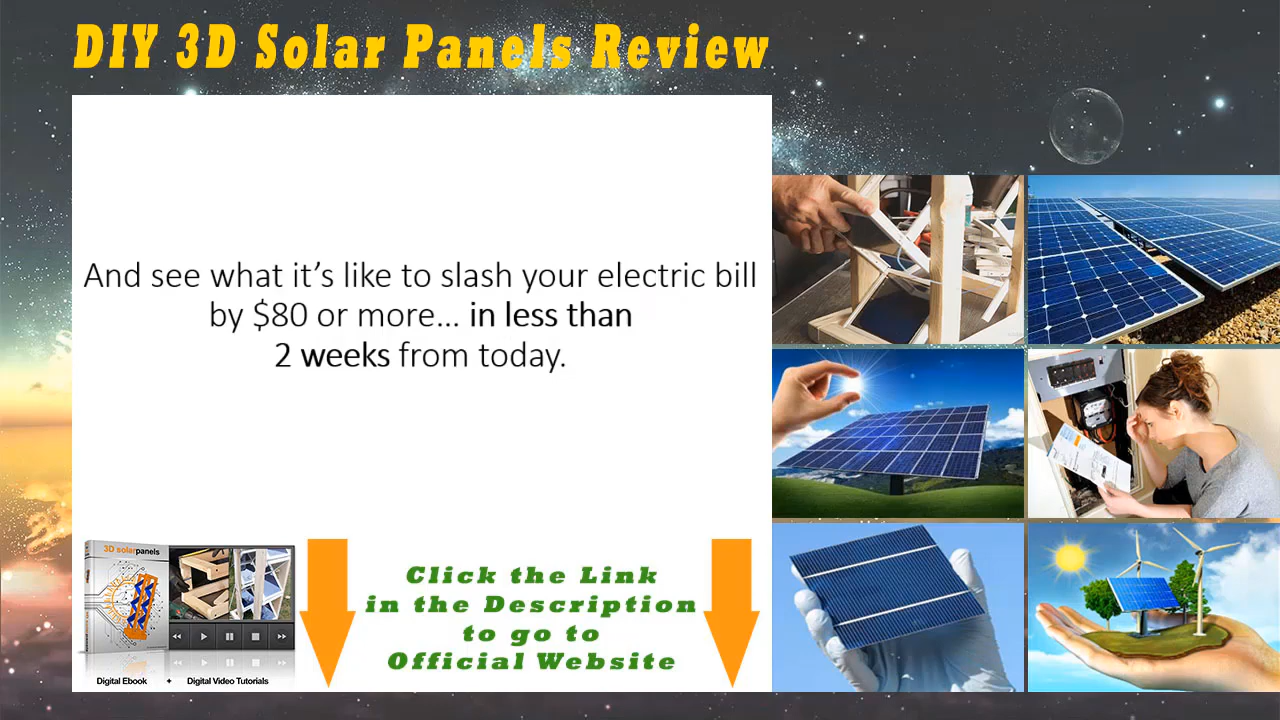 DIY 3D Solar Panels Review
And see what it’s like to slash your electric bill
by $80 or more... in less than
2 weeks from today.
3D solarpanels
Click the Link
in the Description
to go to
Official Website
Digital Ebook + Digital Video Tutorials